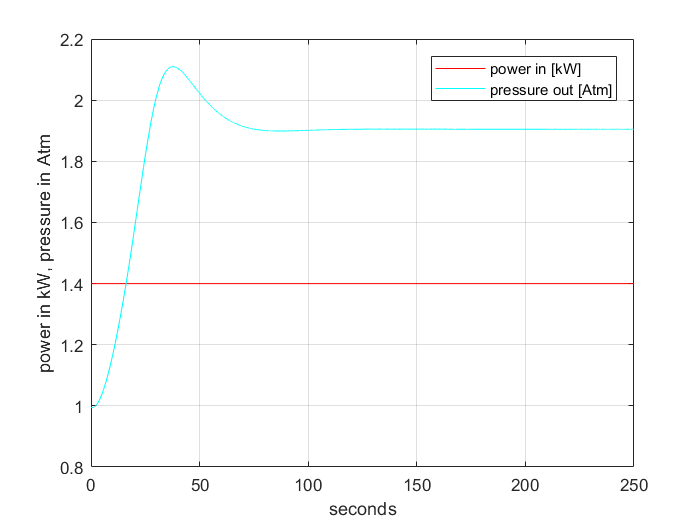 2.2
power in [kW]
pressure out [Atm]
2
1.8
1.6
1.4
1.2
1
0.8
0 50 100 150 200 250
seconds
power in kW, pressure in Atm